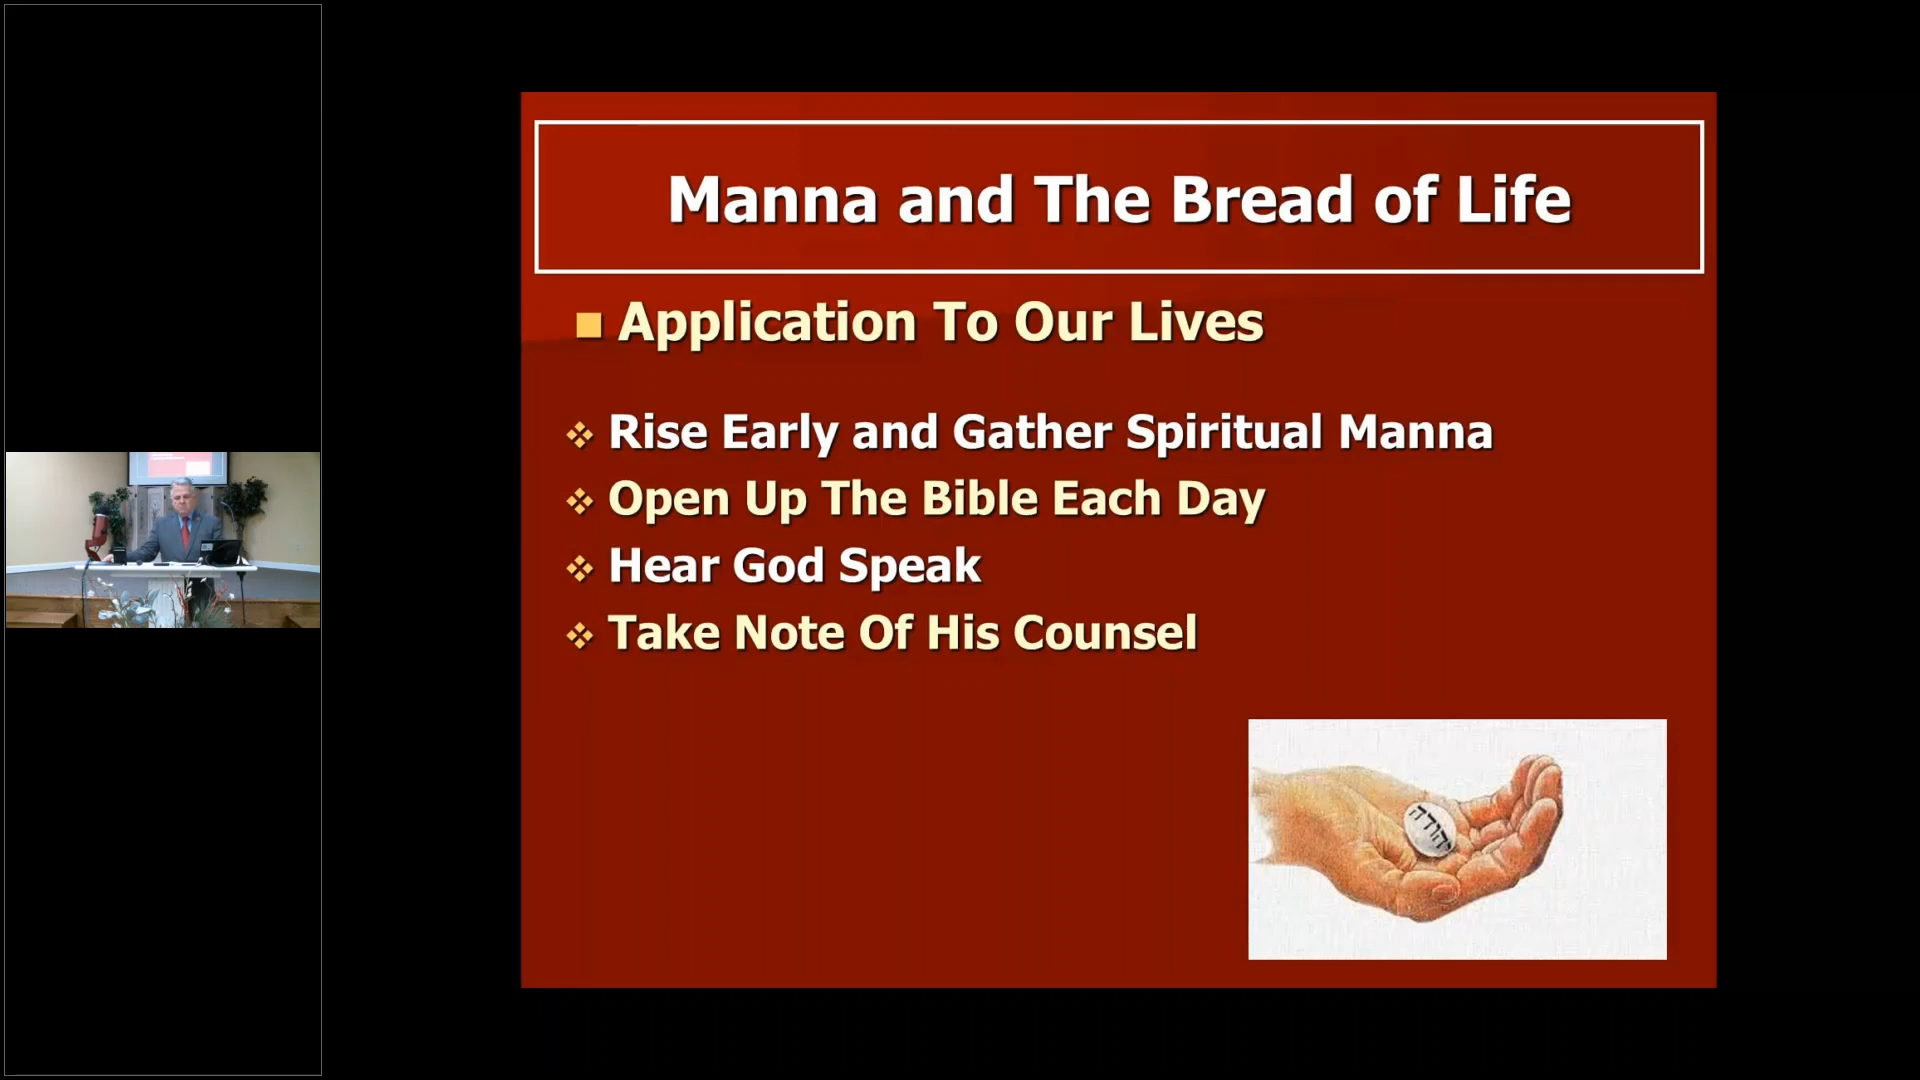 Manna and The Bread of Life
Application To Our Lives
Rise Early and Gather Spiritual Manna
Open Up The Bible Each Day
Hear God Speak
Take Note Of His Counsel
יהודה